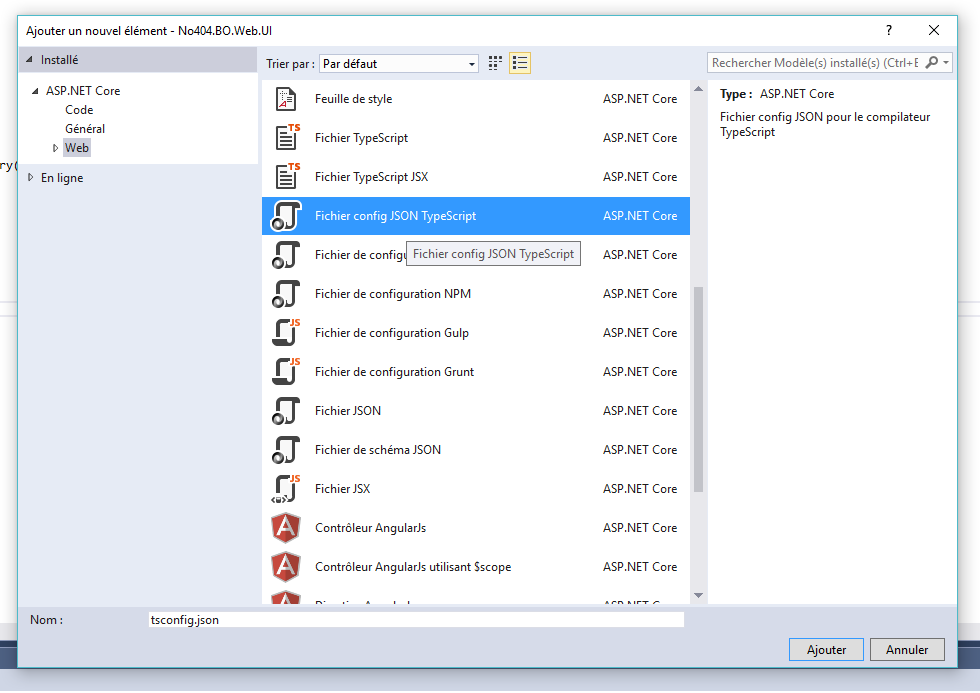 Ajouter un nouvel élément - No404.BO.Web.UI
?
Installé
Trier par : Par défaut
Rechercher Modèle(s) installé(s) (Ctrl+E
ASP.NET Core
Code
Général
Web
En ligne
ry(
Feuille de style ASP.NET Core
Fichier TypeScript ASP.NET Core
Fichier TypeScript JSX ASP.NET Core
Fichier config JSON TypeScript ASP.NET Core
Fichier de configu ASP.NET Core
Fichier config JSON TypeScript
Fichier de configuration NPM ASP.NET Core
Fichier de configuration Gulp ASP.NET Core
Fichier de configuration Grunt ASP.NET Core
Fichier JSON ASP.NET Core
Fichier de schéma JSON ASP.NET Core
Fichier JSX ASP.NET Core
Contrôleur AngularJs ASP.NET Core
Contrôleur AngularJs utilisant $scope ASP.NET Core
Type : ASP.NET Core
Fichier config JSON pour le compilateur
TypeScript
Nom : tsconfig.json
Ajouter
Annuler